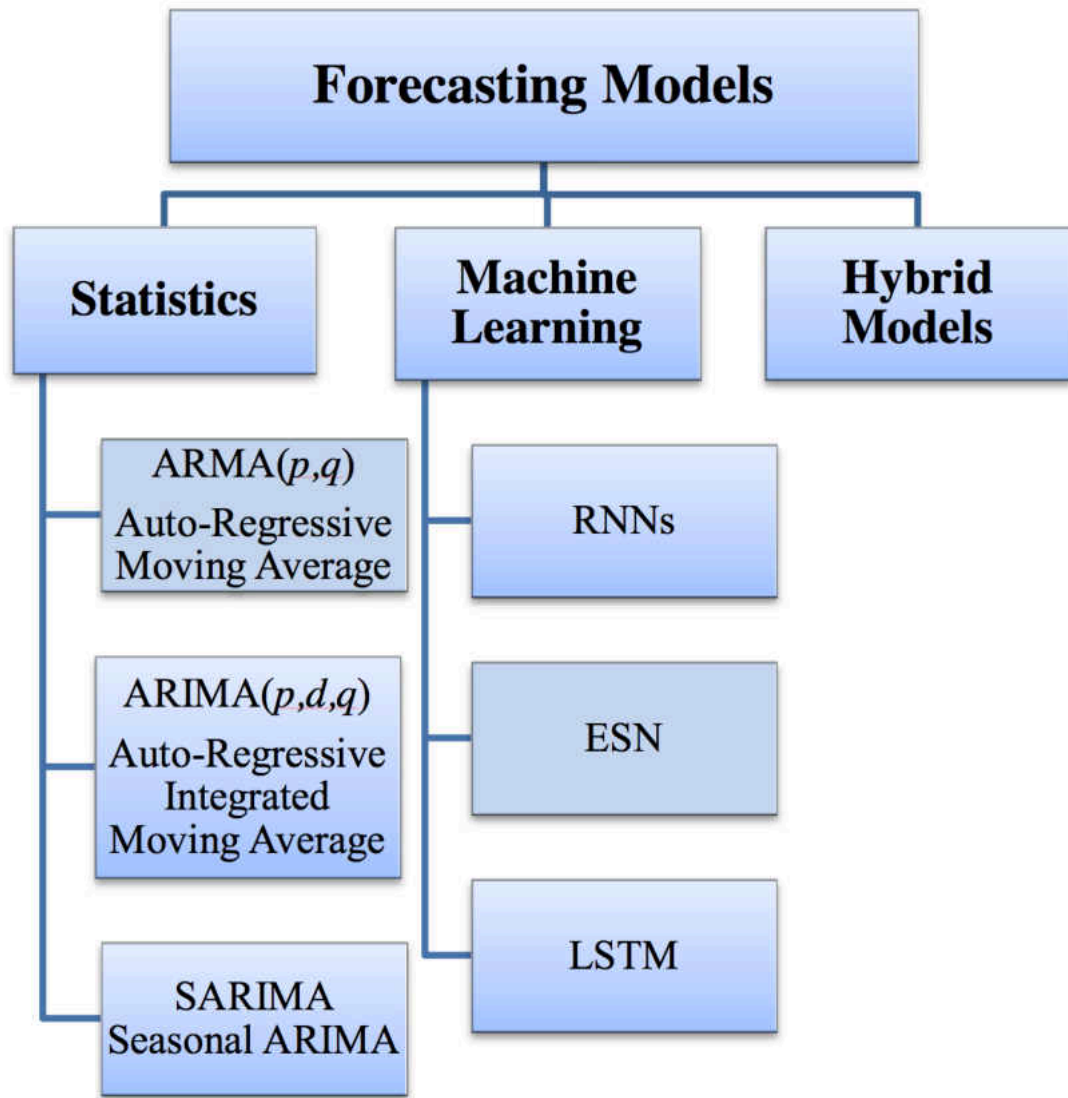 Forecasting Models
Statistics
Machine
Learning
Hybrid
Models
ARMA(p,q)
Auto-Regressive
Moving Average
ARIMA(p,d,q)
Auto-Regressive
Integrated
Moving Average
SARIMA
Seasonal ARIMA
RNNs
ESN
LSTM